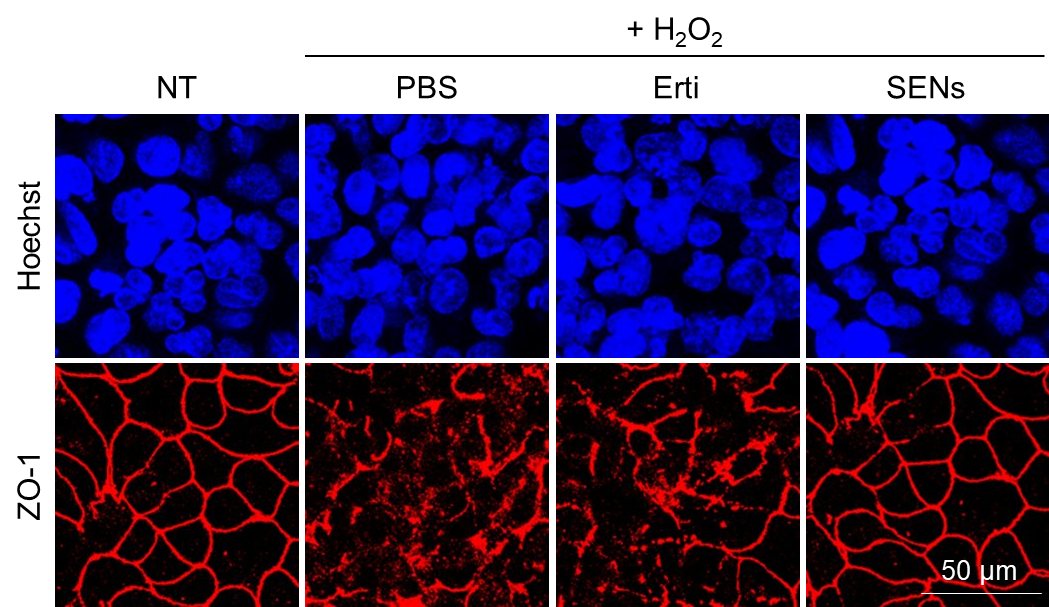 + H₂O₂
NT
PBS
Erti
SENs
Hoechst
ZO-1
50 μm